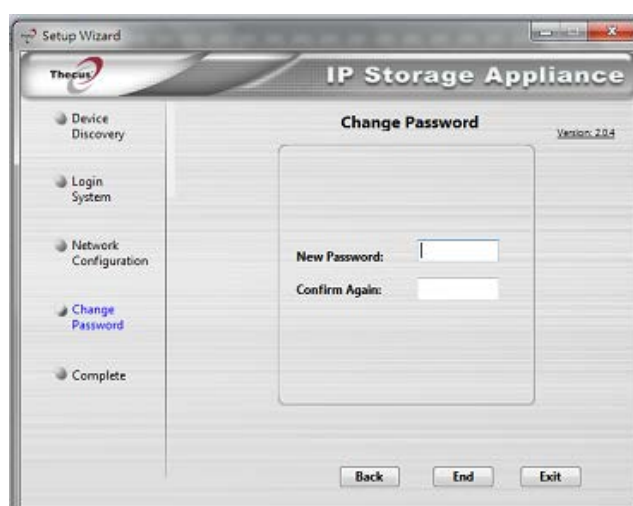 Setup Wizard
Thecus
IP Storage Appliance
Device
Discovery
Login
System
Network
Configuration
Change
Password
Complete
Change Password
Version: 2.0.4
New Password:
Confirm Again:
Back
End
Exit